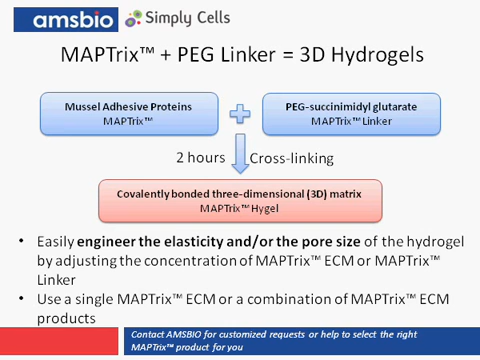 amsbio Simply Cells
MAPTrix™ + PEG Linker = 3D Hydrogels
Mussel Adhesive Proteins
MAPTrix™
PEG-succinimidyl glutarate
MAPTrix™ Linker
2 hours Cross-linking
Covalently bonded three-dimensional (3D) matrix
MAPTrix™ Hygel
• Easily engineer the elasticity and/or the pore size of the hydrogel
by adjusting the concentration of MAPTrix™ ECM or MAPTrix™
Linker
• Use a single MAPTrix™ ECM or a combination of MAPTrix™ ECM
products
Contact AMSBIO for customized requests or help to select the right
MAPTrix™ product for you